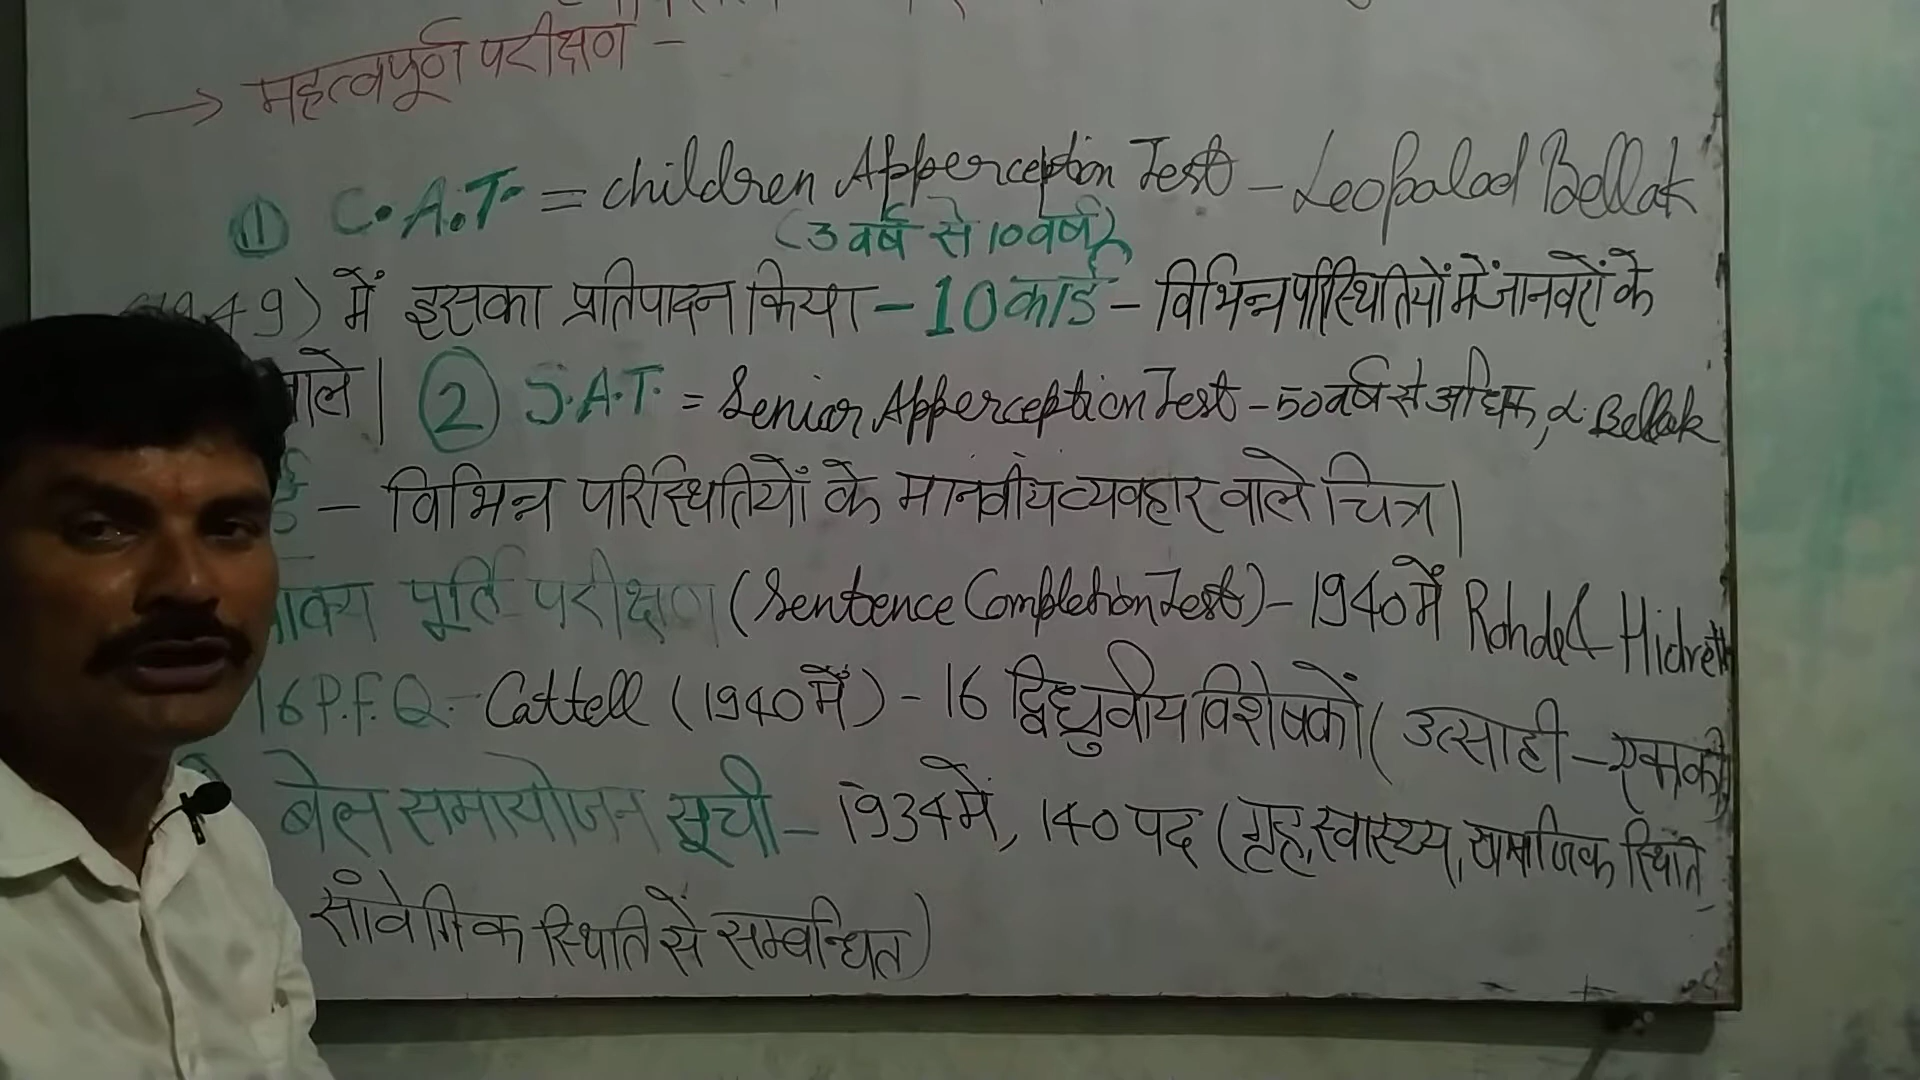 → महत्वपूर्ण परीक्षण -
① C.A.T. = children Apperception Test - Leopalod Bellak
(3 वर्ष से 10 वर्ष)
1949) में इसका प्रतिपादन किया - 10 कार्ड - विभिन्न परिस्थितियों में जानवरों के
वाले | ② S.A.T. = Senior Apperception Test - 50 वर्ष से अधिक, L. Bellak
- विभिन्न परिस्थितियों के मानवीय व्यवहार वाले चित्र |
वाक्य पूर्ति परीक्षण (Sentence Completion Test) - 1940 में Rohde & Hidreth
16 P.F.Q. - Cattell (1940 में) - 16 द्विध्रुवीय विशेषकों ( उत्साही - एकाकी)
बेल समायोजन सूची - 1934 में, 140 पद (गृह, स्वास्थ्य, सामाजिक स्थिति
सांवेगिक स्थिति से सम्बन्धित)